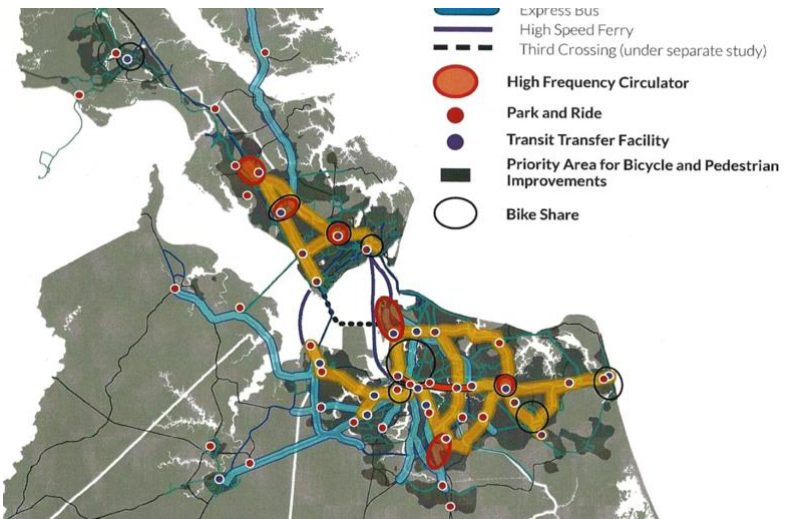 Express Bus
High Speed Ferry
Third Crossing (under separate study)
High Frequency Circulator
Park and Ride
Transit Transfer Facility
Priority Area for Bicycle and Pedestrian
Improvements
Bike Share